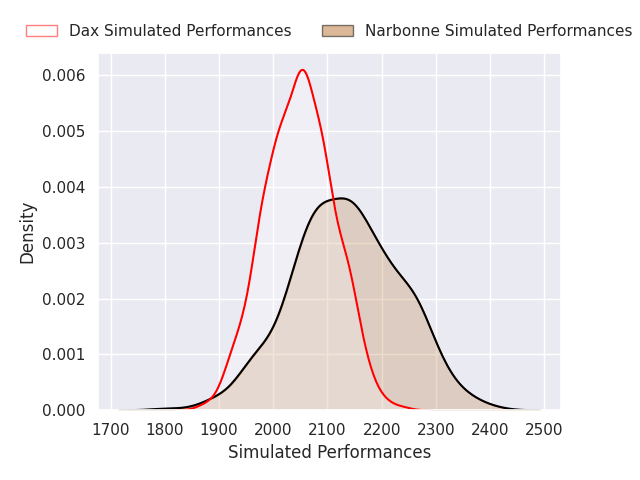 Dax Simulated Performances   Narbonne Simulated Performances
0.006
0.005
0.004
0.003
0.002
0.001
0.000
Density
1700 1800 1900 2000 2100 2200 2300 2400 2500
Simulated Performances